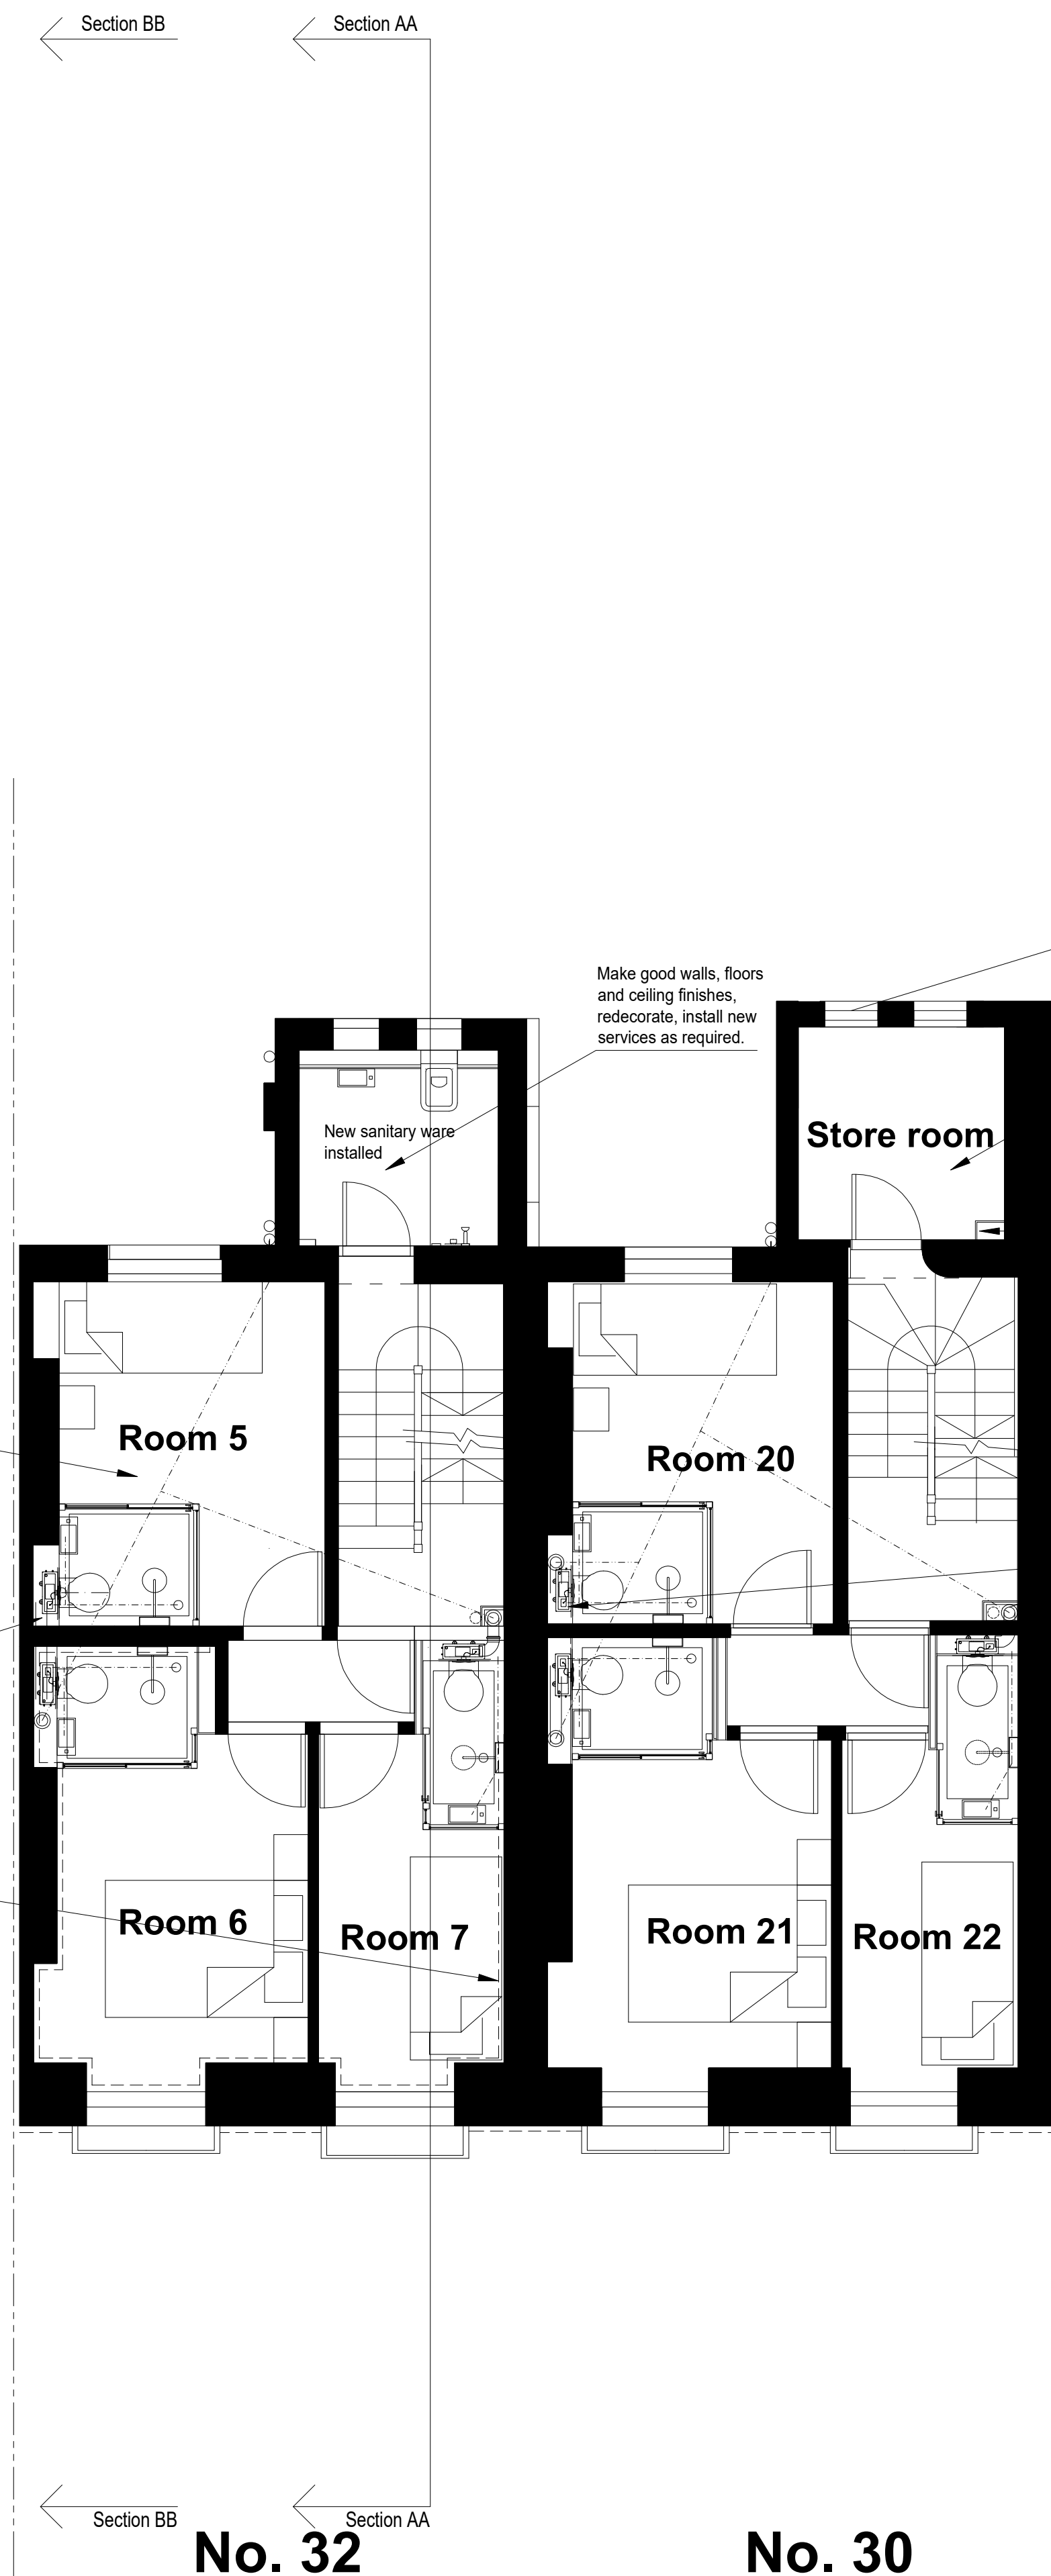 Section BB
Section AA
Make good walls, floors
and ceiling finishes,
redecorate, install new
services as required.
New sanitary ware
installed
Store room
Room 5
Room 20
Room 6
Room 7
Room 21
Room 22
Section BB
Section AA
No. 32
No. 30